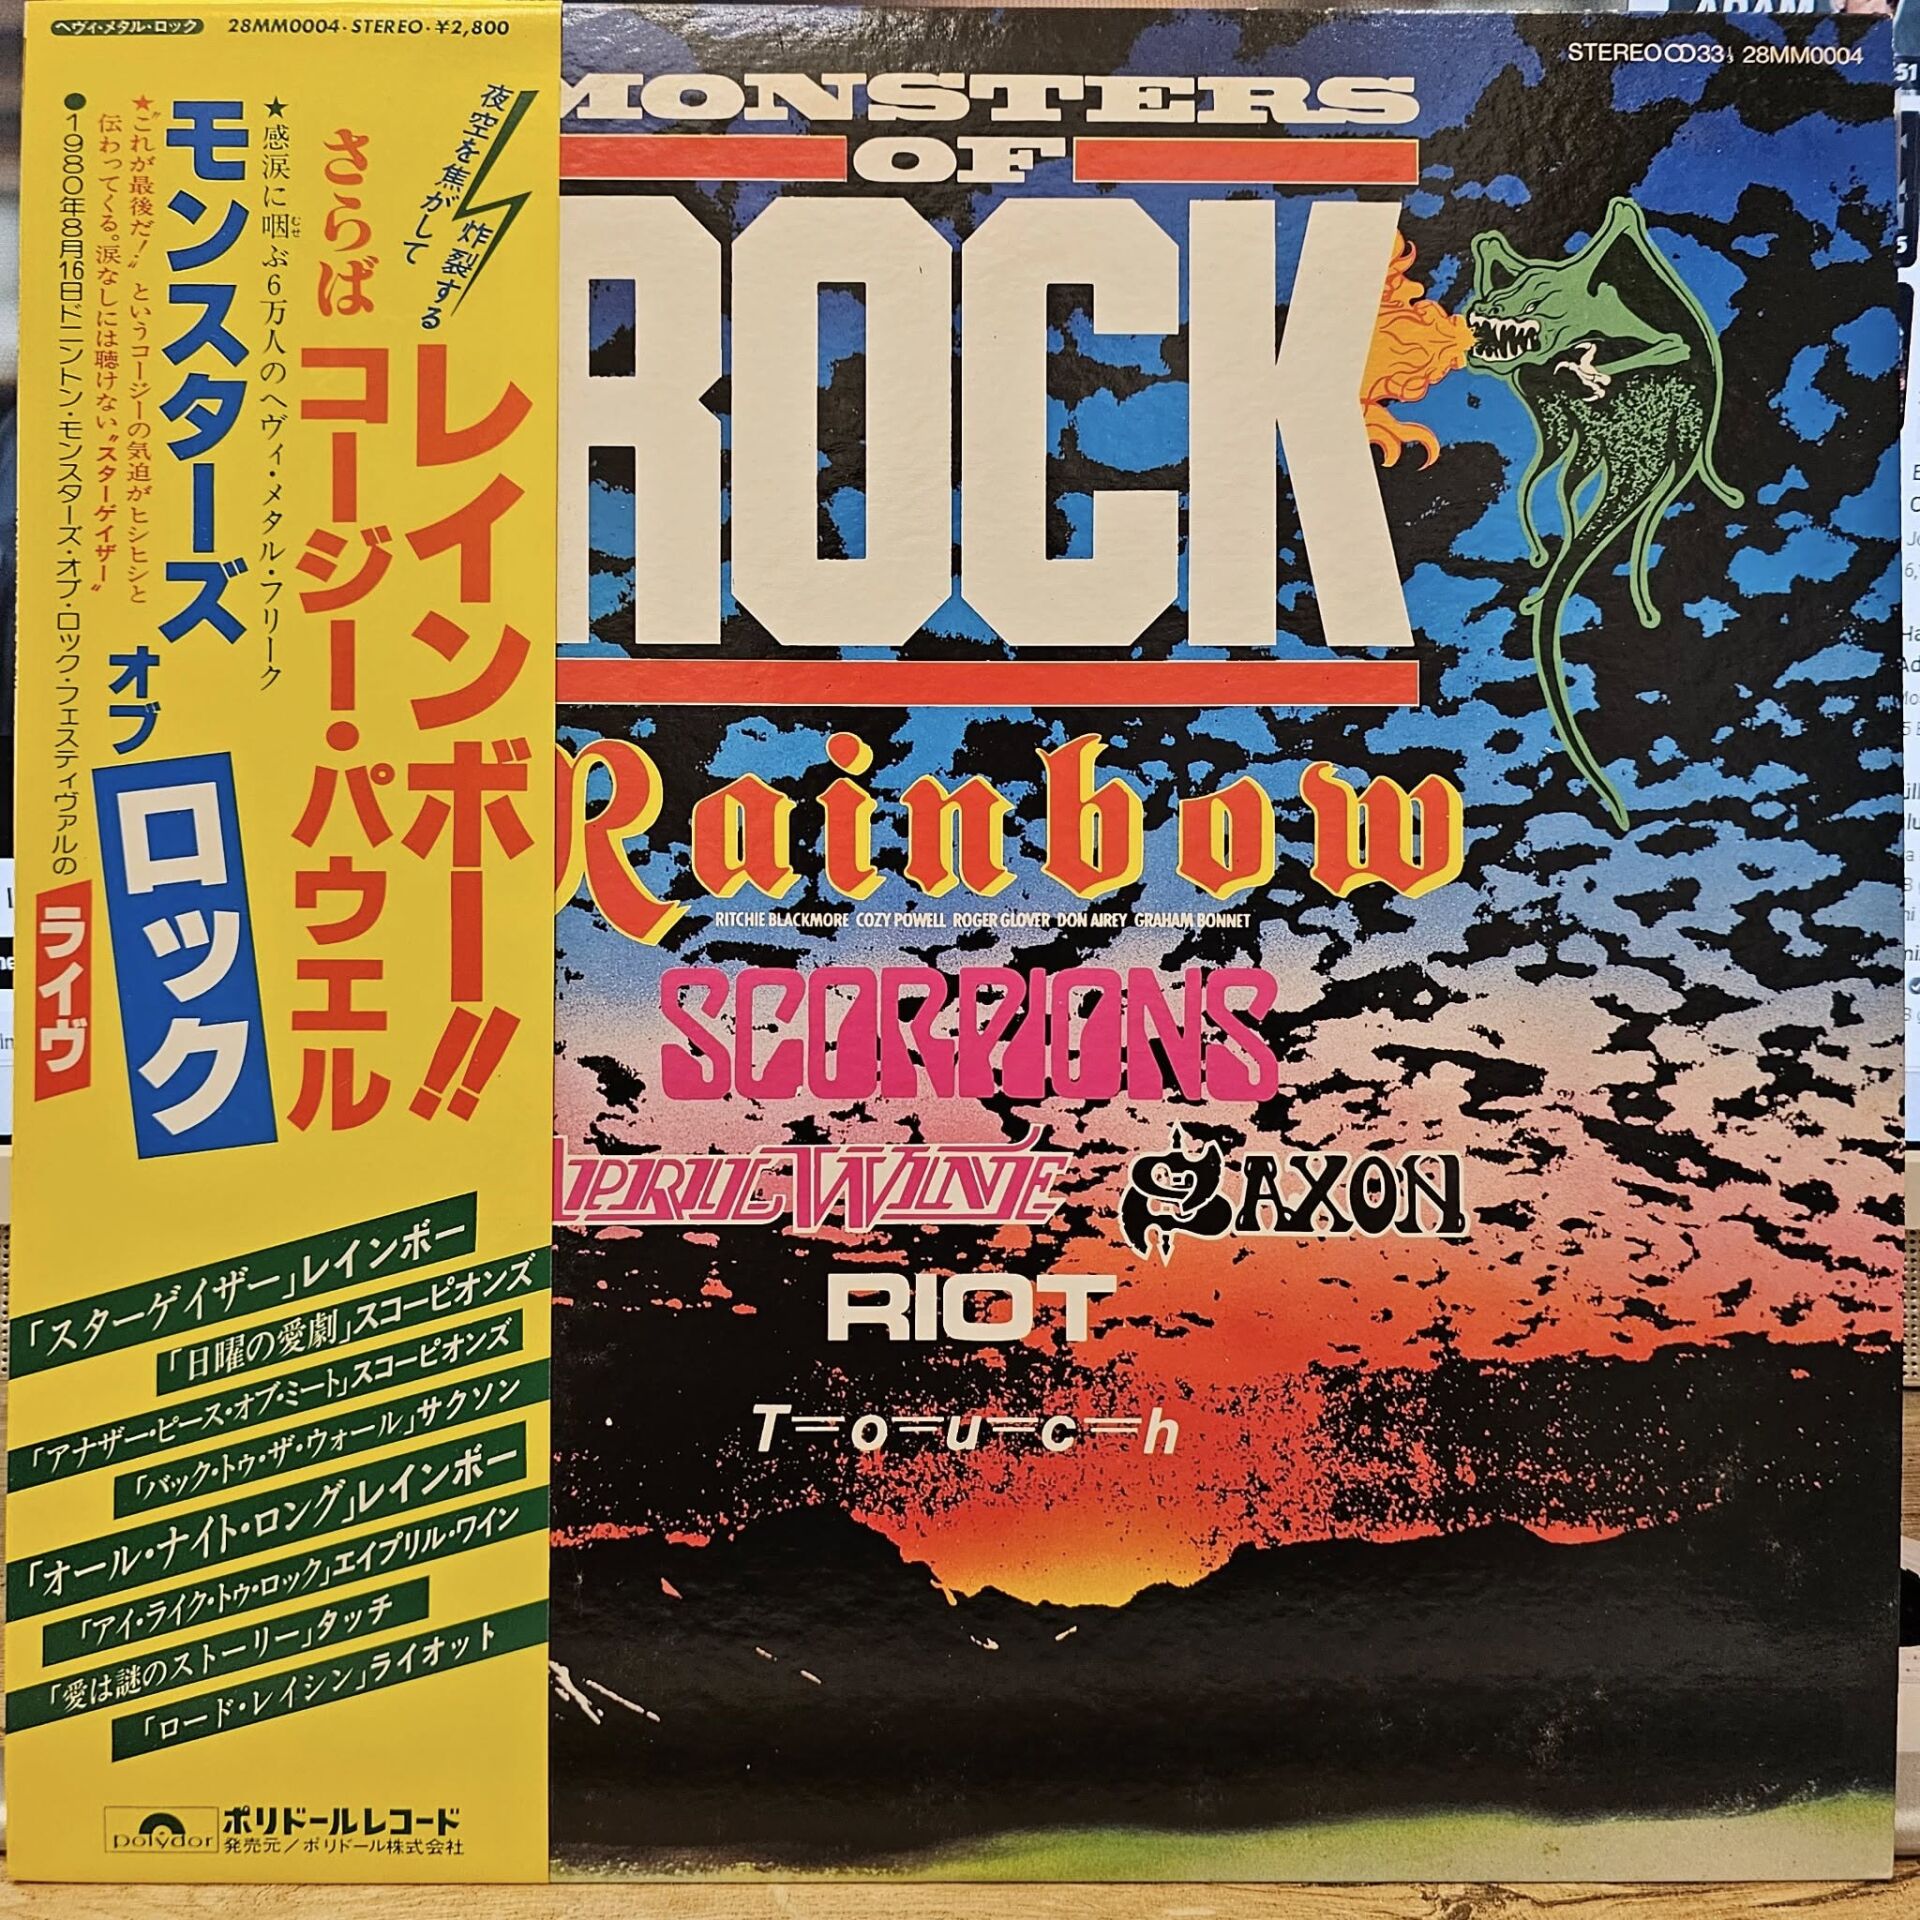 ヘヴィ・メタル・ロック
28MM0004・STEREO・¥2,800
夜空を焦がして
炸裂する
レインボー!!
さらば コージー・パウエル
★感涙に咽ぶ6万人のヘヴィ・メタル・フリーク
むせ
モンスターズ オブ ロック
★“これが最後だ!”というコージーの気迫がヒシヒシと
伝わってくる。涙なしには聴けない“スターゲイザー”
●1980年8月16日ドニントン・モンスターズ・オブ・ロック・フェスティヴァルの
ライヴ
「スターゲイザー」レインボー
「日曜の愛劇」スコーピオンズ
「アナザー・ピース・オブ・ミート」スコーピオンズ
「バック・トゥ・ザ・ウォール」サクソン
「オール・ナイト・ロング」レインボー
「アイ・ライク・トゥ・ロック」エイプリル・ワイン
「愛は謎のストーリー」タッチ
「ロード・レイシン」ライオット
polydor
ポリドールレコード
発売元/ポリドール株式会社
STEREO 33⅓ 28MM0004
MONSTERS
OF
ROCK
Rainbow
RITCHIE BLACKMORE COZY POWELL ROGER GLOVER DON AIREY GRAHAM BONNET
SCORPIONS
APRIL WINE
SAXON
RIOT
T=o=u=c=h